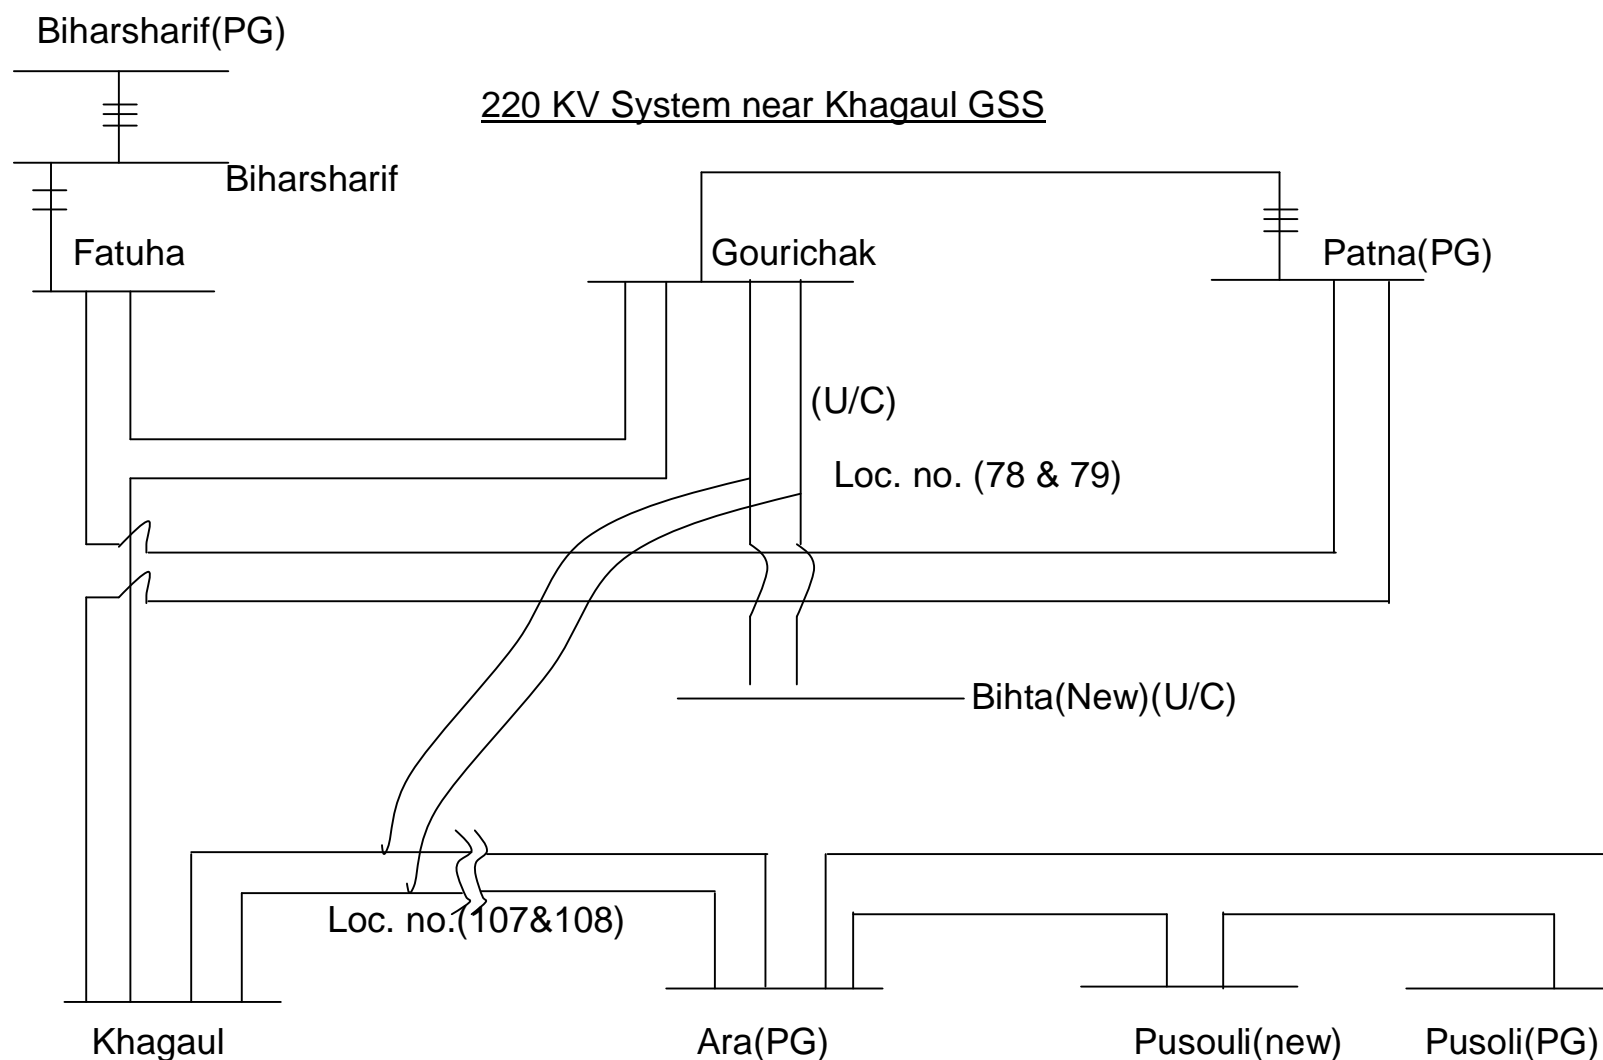 Biharsharif(PG)
220 KV System near Khagaul GSS
Biharsharif
Fatuha
Gourichak
Patna(PG)
(U/C)
Loc. no. (78 & 79)
Bihta(New)(U/C)
Loc. no.(107&108)
Khagaul
Ara(PG)
Pusouli(new)
Pusoli(PG)